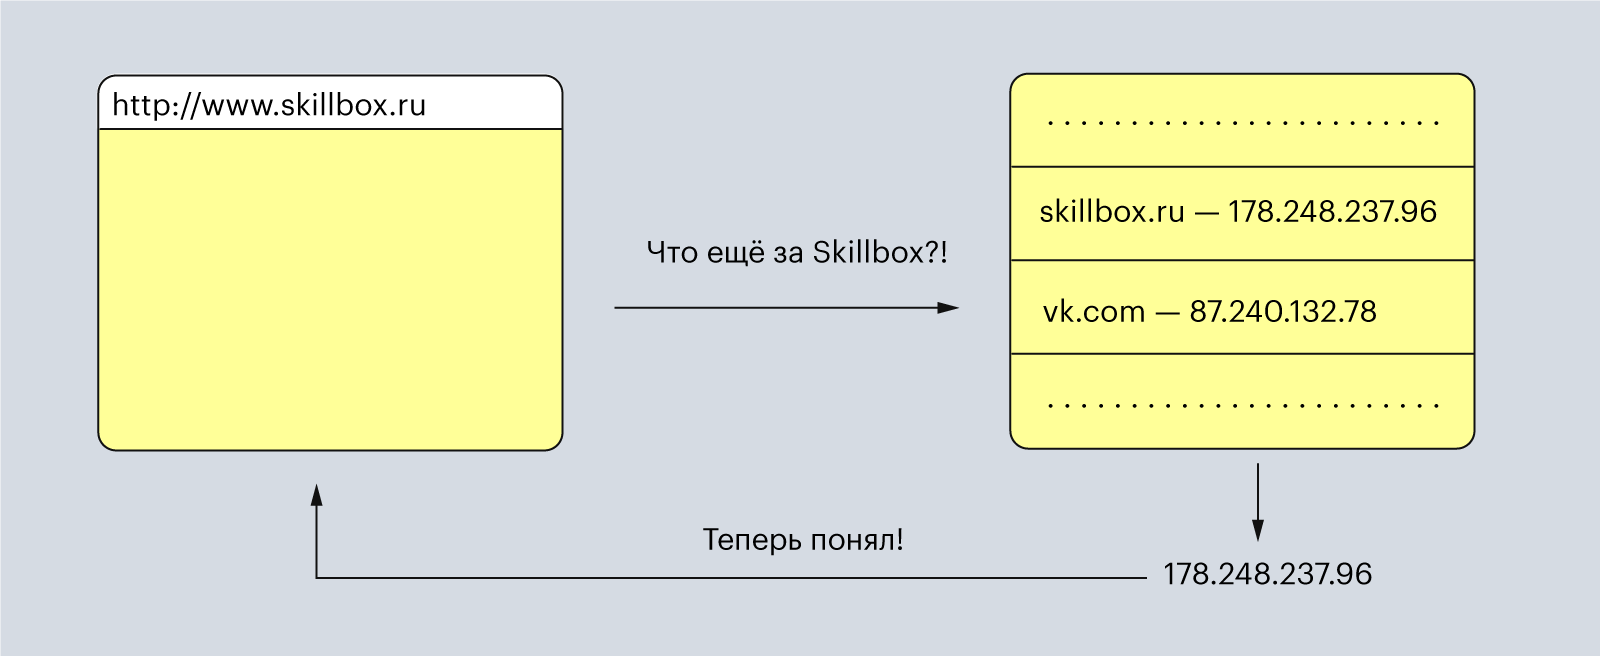 http://www.skillbox.ru
. . . . . . . . . . . . . . . . . . . . . . . .
skillbox.ru — 178.248.237.96
Что ещё за Skillbox?!
vk.com — 87.240.132.78
. . . . . . . . . . . . . . . . . . . . . . . .
Теперь понял!
178.248.237.96